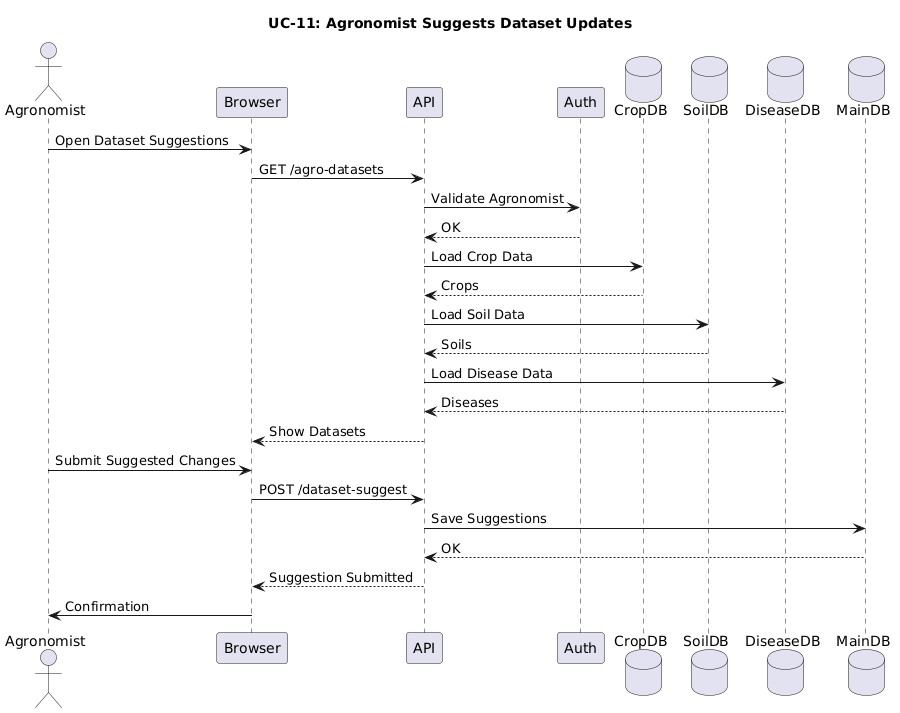 UC-11: Agronomist Suggests Dataset Updates
Agronomist
Browser
API
Auth
CropDB
SoilDB
DiseaseDB
MainDB
Open Dataset Suggestions
GET /agro-datasets
Validate Agronomist
OK
Load Crop Data
Crops
Load Soil Data
Soils
Load Disease Data
Diseases
Show Datasets
Submit Suggested Changes
POST /dataset-suggest
Save Suggestions
OK
Suggestion Submitted
Confirmation
Agronomist
Browser
API
Auth
CropDB
SoilDB
DiseaseDB
MainDB